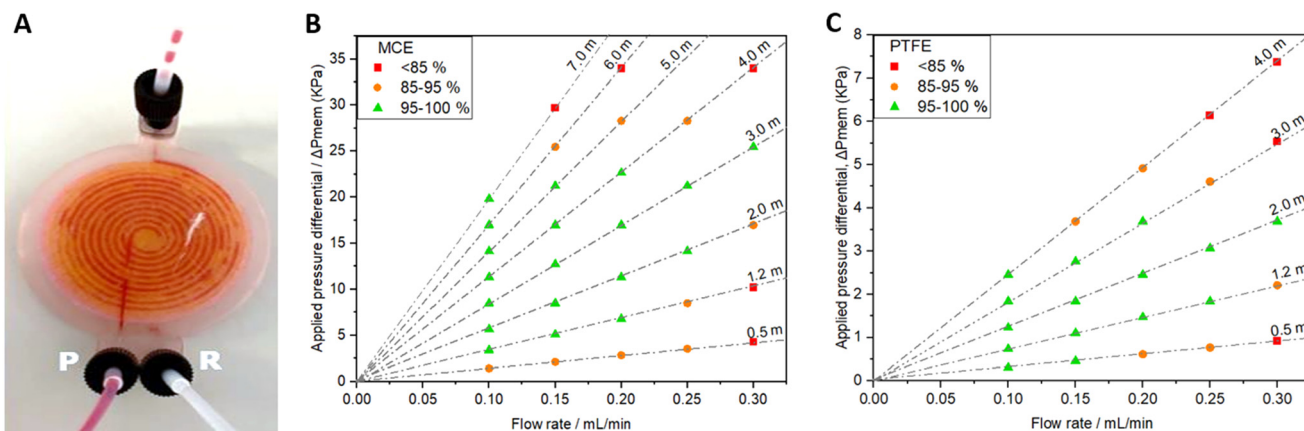 A
P
R
B
Applied pressure differential / ΔPmem (KPa)
35
30
25
20
15
10
5
0
MCE
<85 %
85-95 %
95-100 %
7.0 m
6.0 m
5.0 m
4.0 m
3.0 m
2.0 m
1.2 m
0.5 m
0.00 0.05 0.10 0.15 0.20 0.25 0.30
Flow rate / mL/min
C
Applied pressure differential, ΔPmem (KPa)
8
7
6
5
4
3
2
1
0
PTFE
<85 %
85-95 %
95-100 %
4.0 m
3.0 m
2.0 m
1.2 m
0.5 m
0.00 0.05 0.10 0.15 0.20 0.25 0.30
Flow rate / mL/min